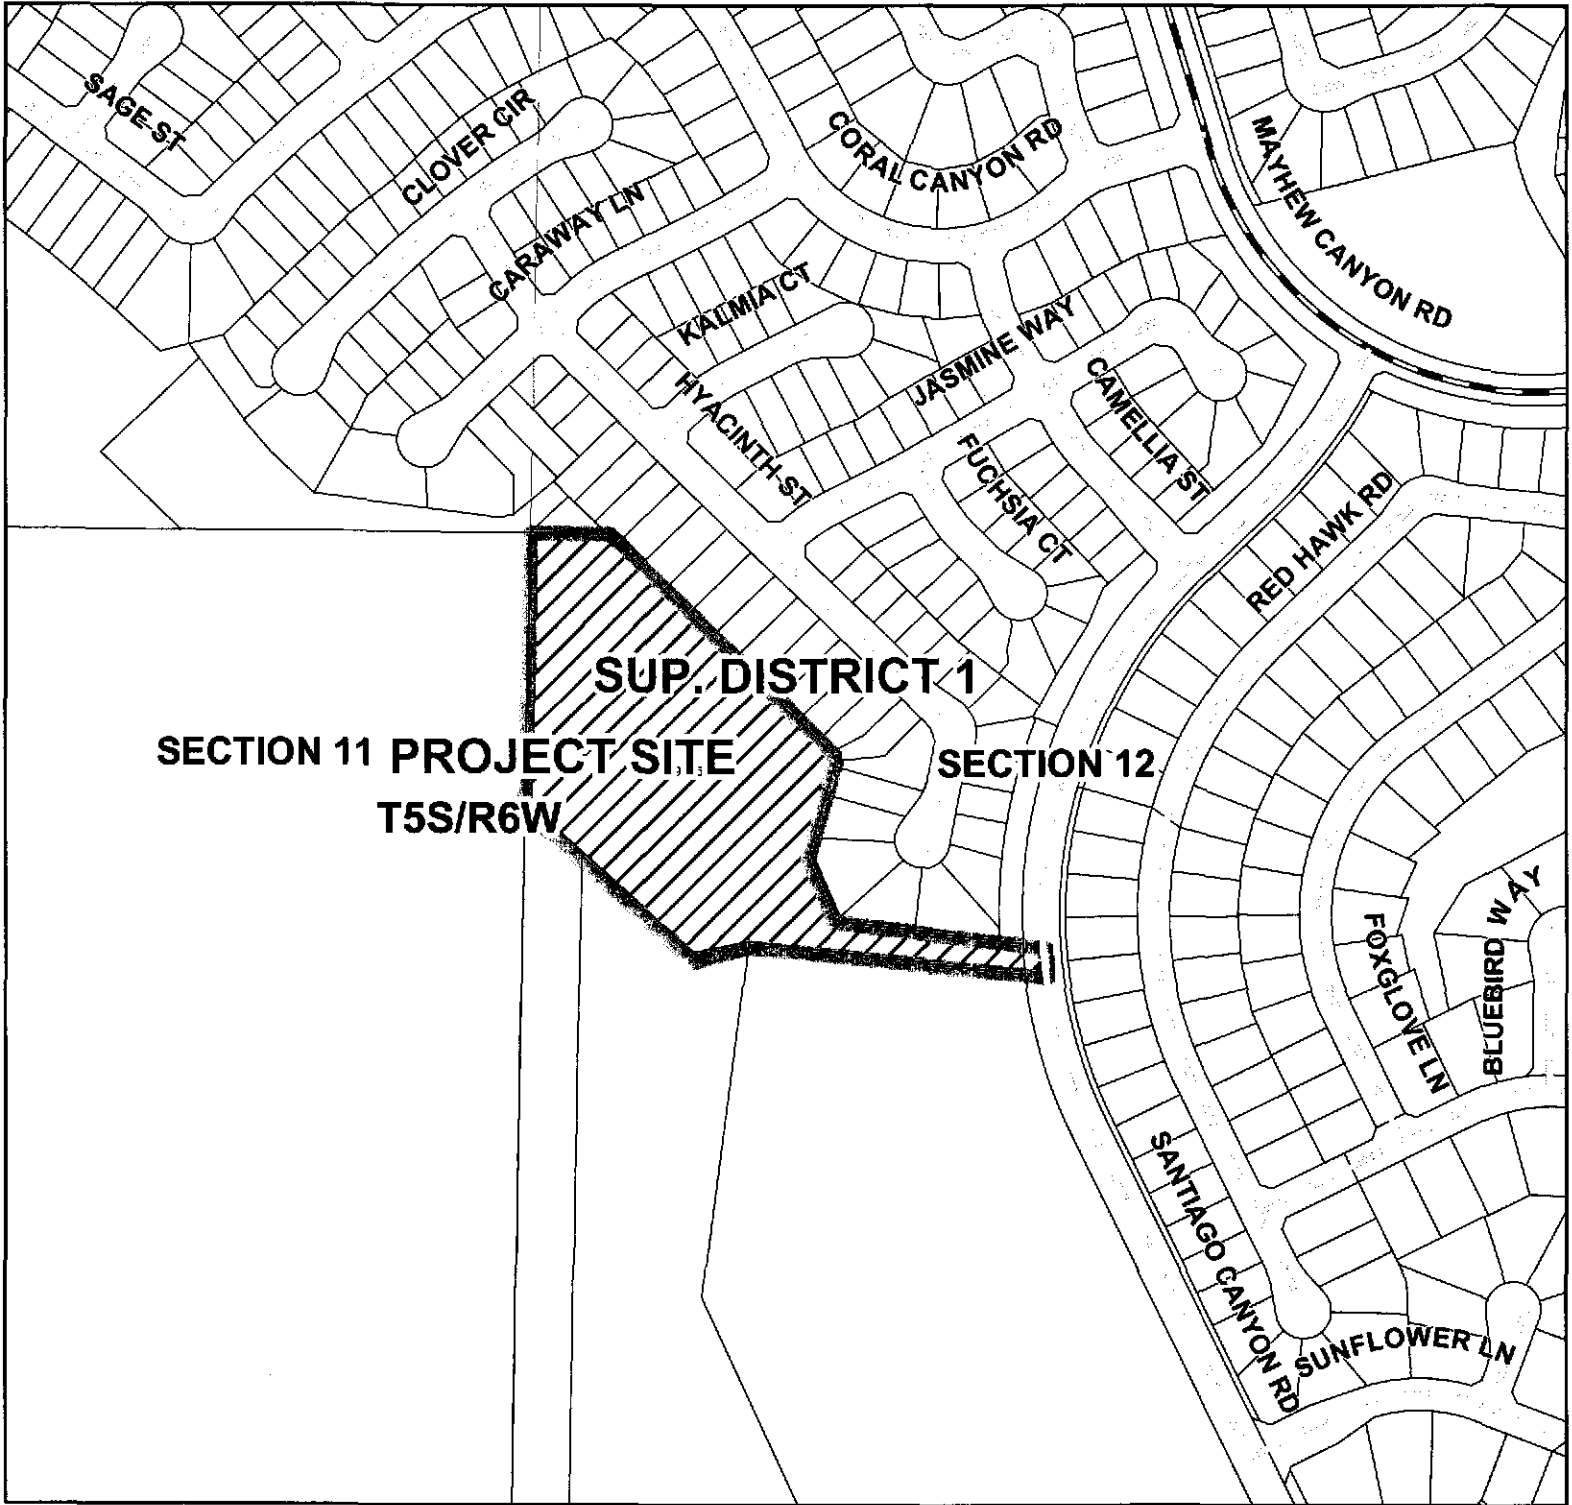 SAGE ST
CLOVER CIR
CORAL CANYON RD
MAYHEW CANYON RD
CARAWAY LN
KALMIA CT
JASMINE WAY
HYACINTH ST
CAMELLIA ST
FUCHSIA CT
RED HAWK RD
SUP. DISTRICT 1
SECTION 11
PROJECT SITE
SECTION 12
T5S/R6W
FOXGLOVE LN
BLUEBIRD WAY
SANTIAGO CANYON RD
SUNFLOWER LN